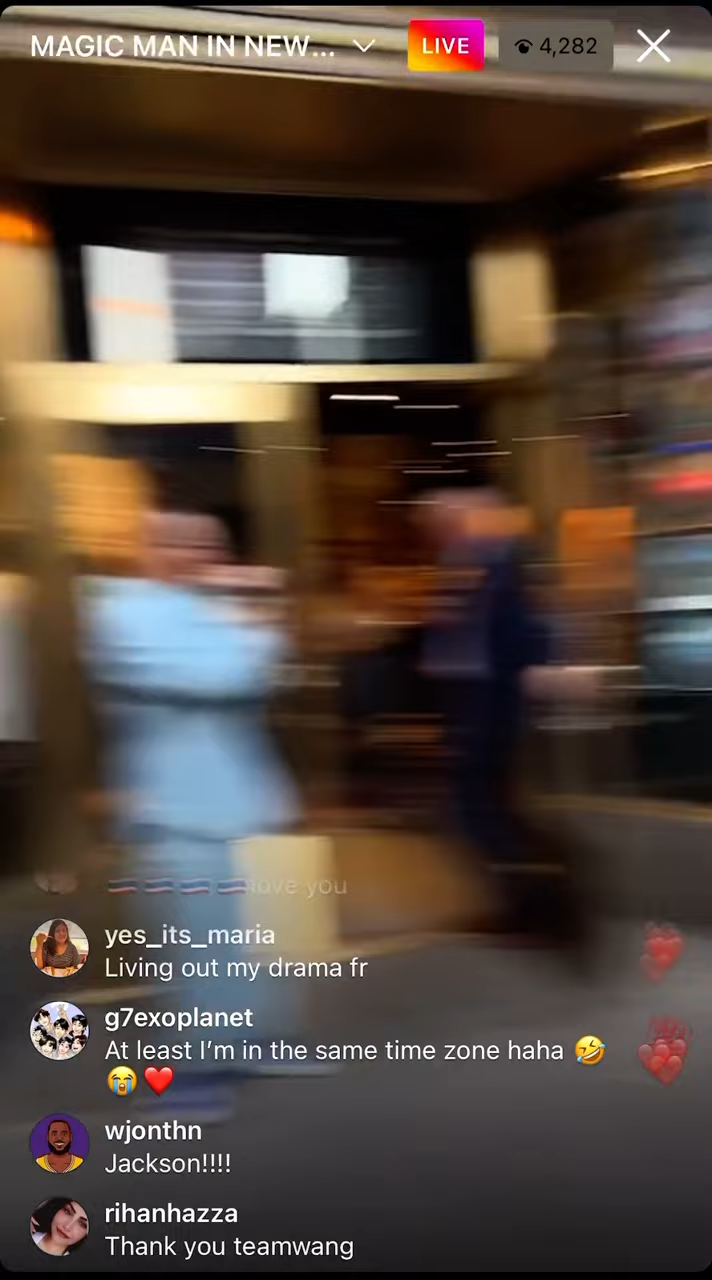 MAGIC MAN IN NEW...
LIVE
4,282
love you
yes_its_maria
Living out my drama fr
g7exoplanet
At least I’m in the same time zone haha 🤣
😭❤️
wjonthn
Jackson!!!!
rihanhazza
Thank you teamwang